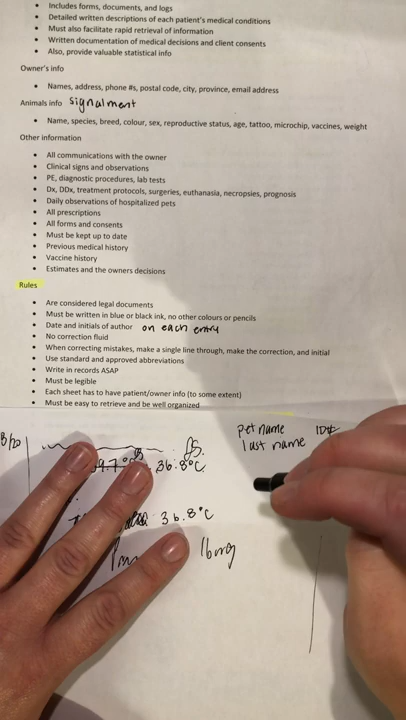 • Includes forms, documents, and logs
• Detailed written descriptions of each patient's medical conditions
• Must also facilitate rapid retrieval of information
• Written documentation of medical decisions and client consents
• Also, provide valuable statistical info
Owner's info
• Names, address, phone #s, postal code, city, province, email address
Animals info signalment
• Name, species, breed, colour, sex, reproductive status, age, tattoo, microchip, vaccines, weight
Other information
• All communications with the owner
• Clinical signs and observations
• PE, diagnostic procedures, lab tests
• Dx, DDx, treatment protocols, surgeries, euthanasia, necropsies, prognosis
• Daily observations of hospitalized pets
• All prescriptions
• All forms and consents
• Must be kept up to date
• Previous medical history
• Vaccine history
• Estimates and the owners decisions
Rules
• Are considered legal documents
• Must be written in blue or black ink, no other colours or pencils
• Date and initials of author on each entry
• No correction fluid
• When correcting mistakes, make a single line through, make the correction, and initial
• Use standard and approved abbreviations
• Write in records ASAP
• Must be legible
• Each sheet has to have patient/owner info (to some extent)
• Must be easy to retrieve and be well organized
pet name ID#
last name
36.8°C
36.8°C
16mg